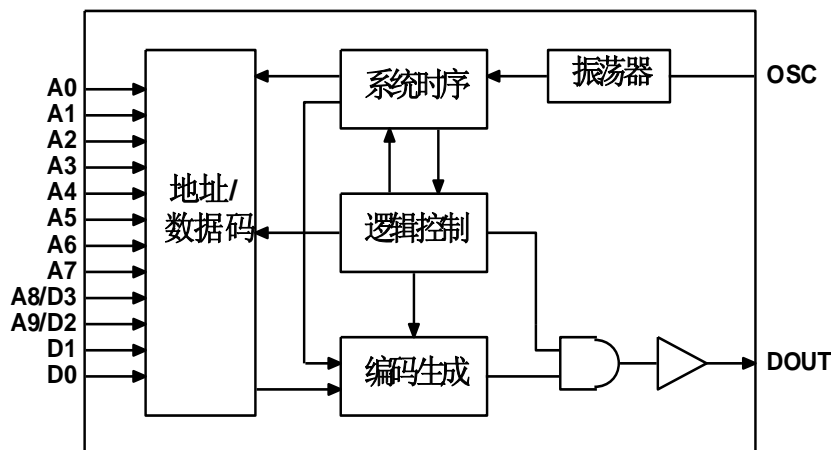 A0
A1
A2
A3
A4
A5
A6
A7
A8/D3
A9/D2
D1
D0
地址/
数据码
系统时序
振荡器
OSC
逻辑控制
编码生成
DOUT